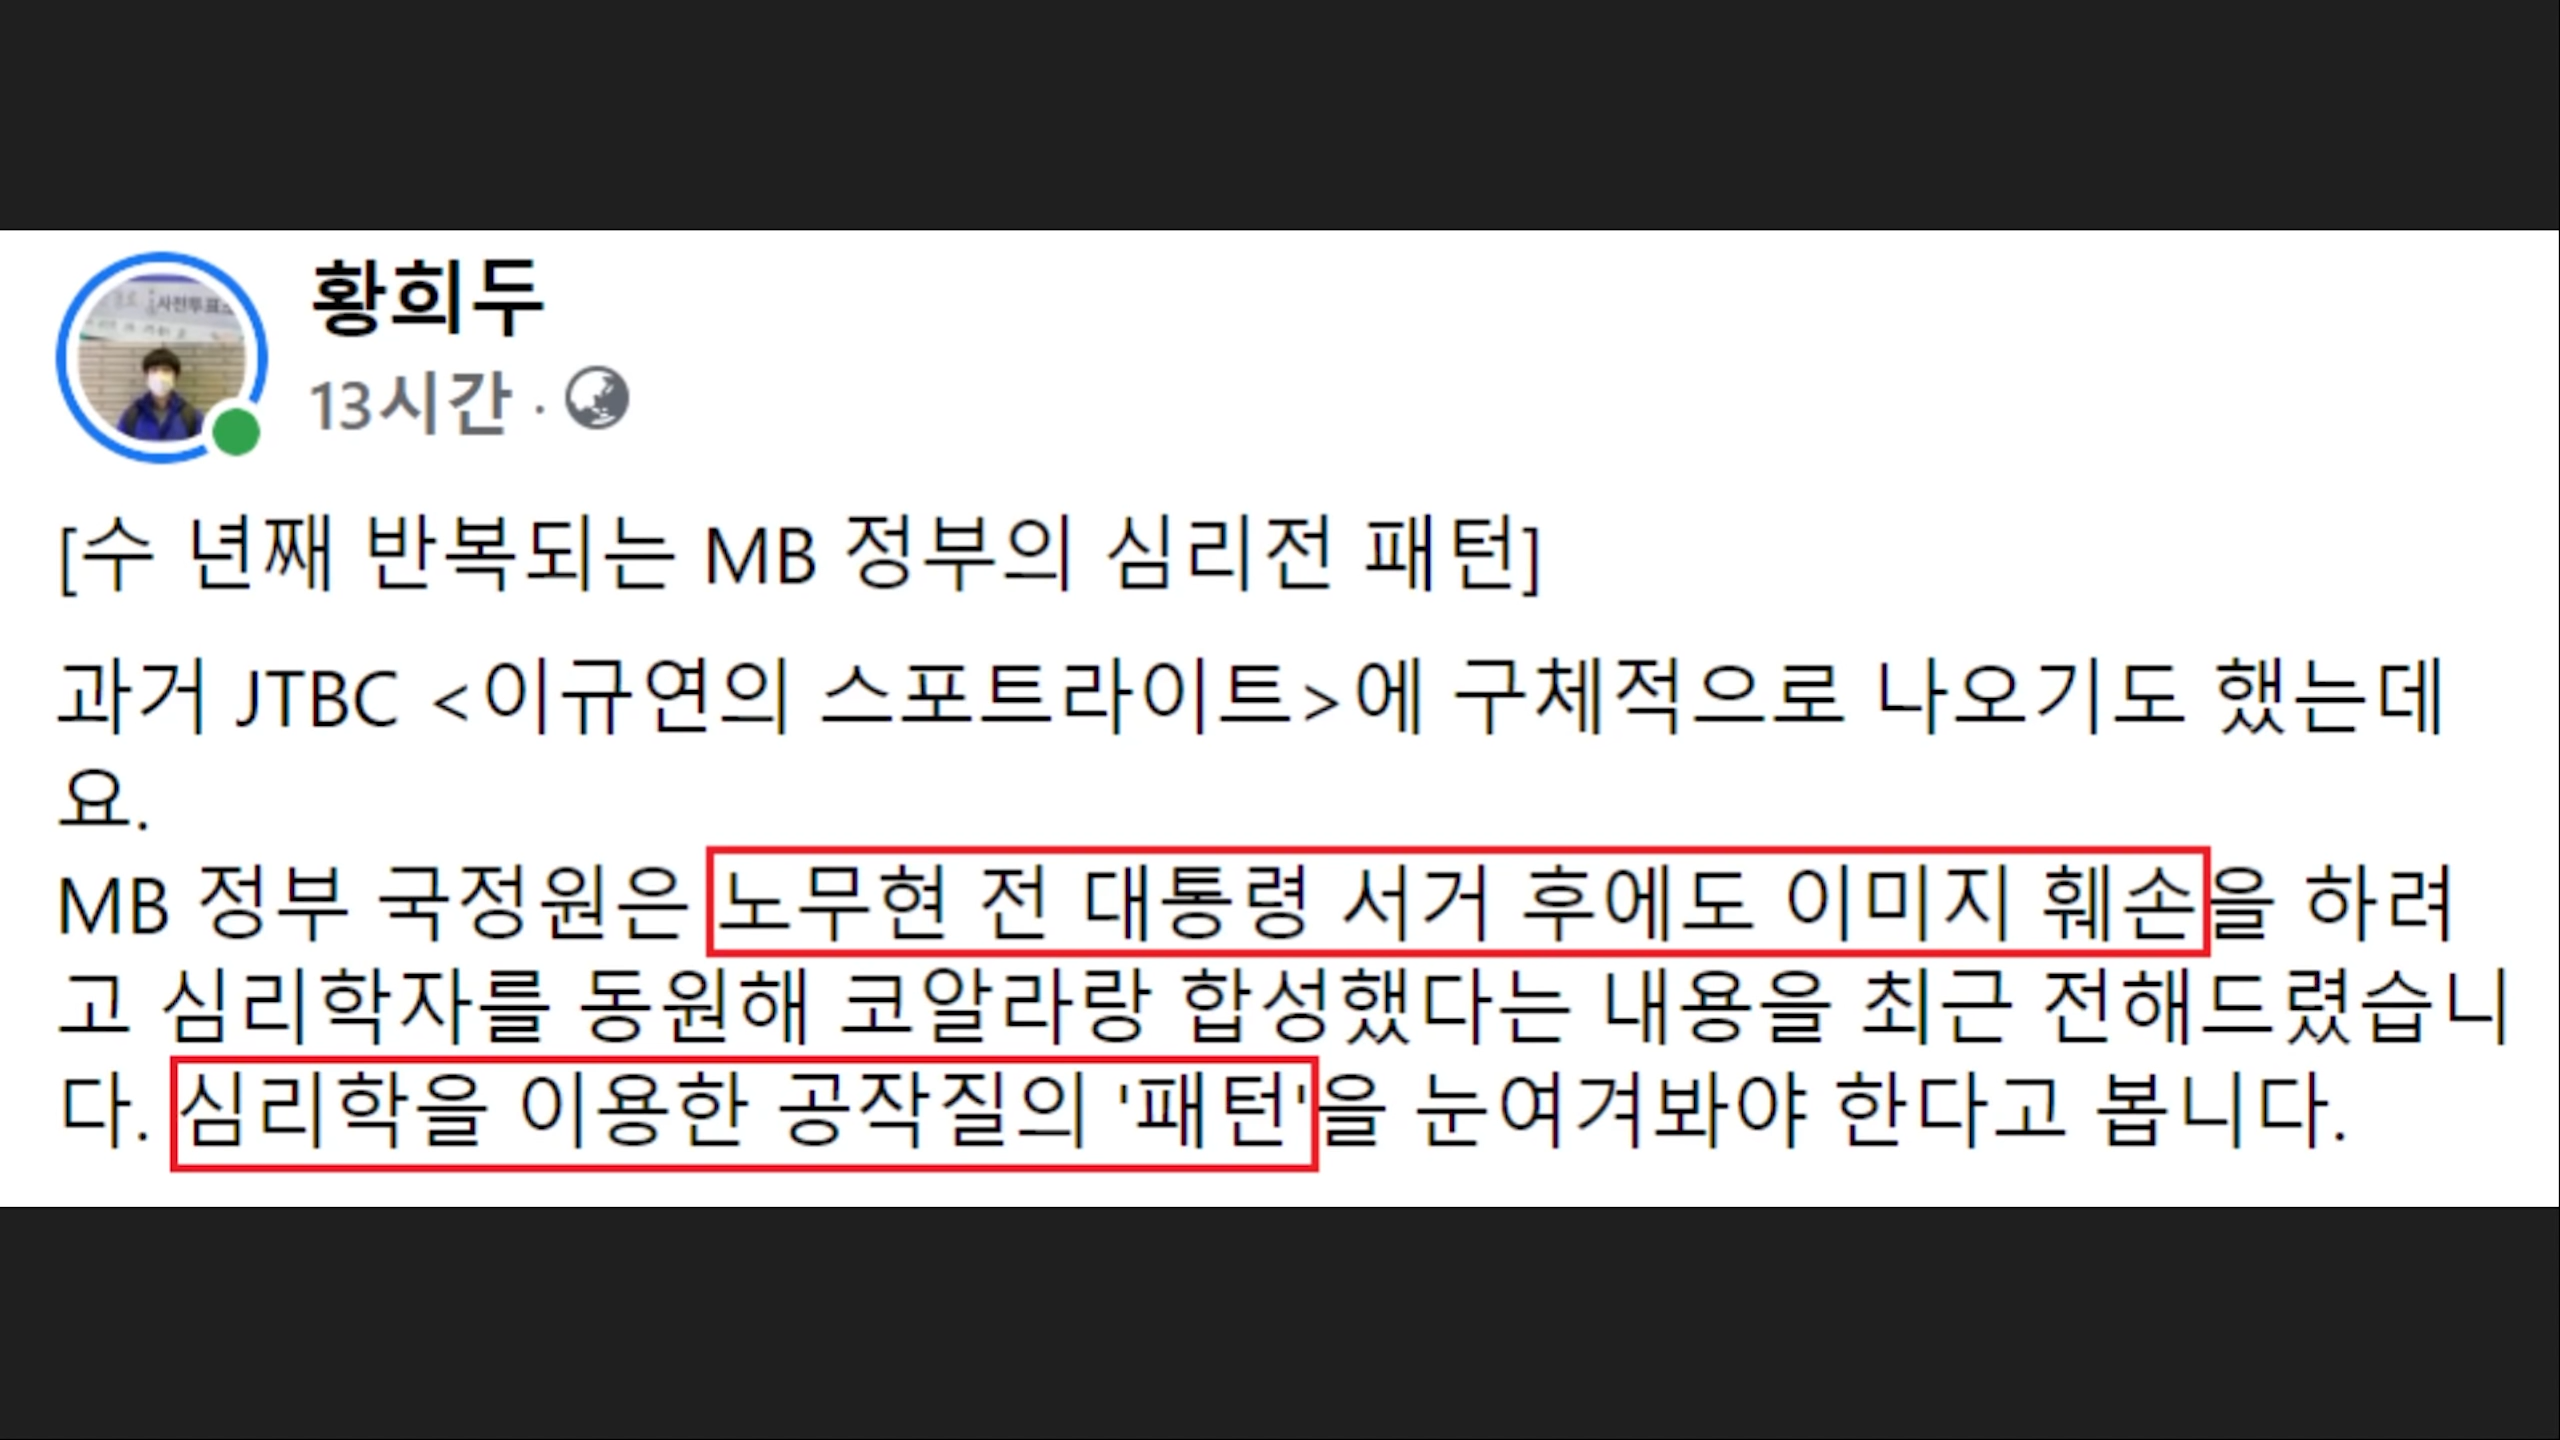 사전투표소
황희두
13시간 ·
[수 년째 반복되는 MB 정부의 심리전 패턴]
과거 JTBC <이규연의 스포트라이트>에 구체적으로 나오기도 했는데
요.
MB 정부 국정원은 노무현 전 대통령 서거 후에도 이미지 훼손을 하려
고 심리학자를 동원해 코알라랑 합성했다는 내용을 최근 전해드렸습니
다. 심리학을 이용한 공작질의 '패턴'을 눈여겨봐야 한다고 봅니다.